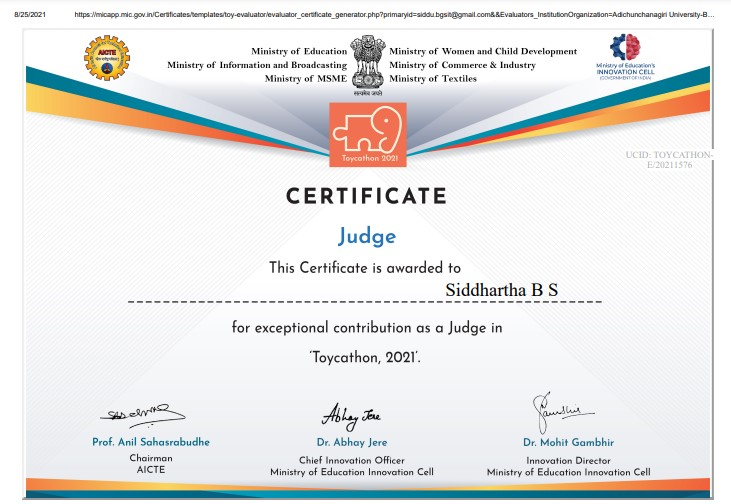 8/25/2021 https://micapp.mic.gov.in/Certificates/templates/toy-evaluator/evaluator_certificate_generator.php?primaryid=siddu.bgsit@gmail.com&&Evaluators_InstitutionOrganization=Adichunchanagiri University-B...
AICTE
Ministry of Education
Ministry of Information and Broadcasting
Ministry of MSME
सत्यमेव जयते
Ministry of Women and Child Development
Ministry of Commerce & Industry
Ministry of Textiles
Ministry of Education's
INNOVATION CELL
(GOVERNMENT OF INDIA)
Toycathon 2021
UCID: TOYCATHON-
E/20211576
CERTIFICATE
Judge
This Certificate is awarded to
Siddhartha B S
for exceptional contribution as a Judge in
'Toycathon, 2021'.
Abhay Jere
Prof. Anil Sahasrabudhe
Chairman
AICTE
Dr. Abhay Jere
Chief Innovation Officer
Ministry of Education Innovation Cell
Dr. Mohit Gambhir
Innovation Director
Ministry of Education Innovation Cell